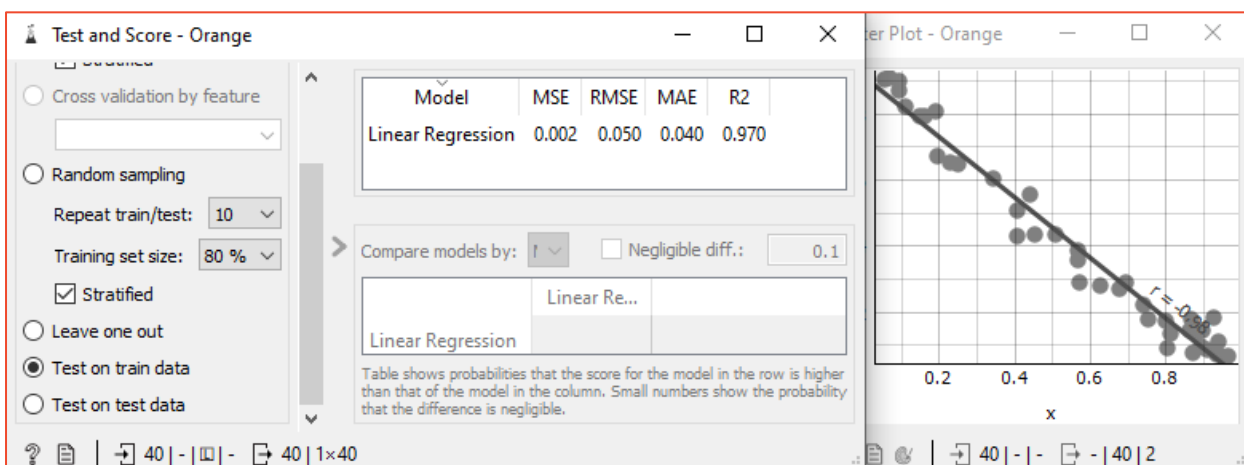 Test and Score - Orange
Stratified
Cross validation by feature
Random sampling
Repeat train/test: 10
Training set size: 80 %
Stratified
Leave one out
Test on train data
Test on test data
? 40 | - | - 40 | 1×40
Model MSE RMSE MAE R2
Linear Regression 0.002 0.050 0.040 0.970
Compare models by: Negligible diff.: 0.1
Linear Re...
Linear Regression
Table shows probabilities that the score for the model in the row is higher
than that of the model in the column. Small numbers show the probability
that the difference is negligible.
ter Plot - Orange
r = -0.98
0.2 0.4 0.6 0.8
x
40 | - | - - | 40 | 2